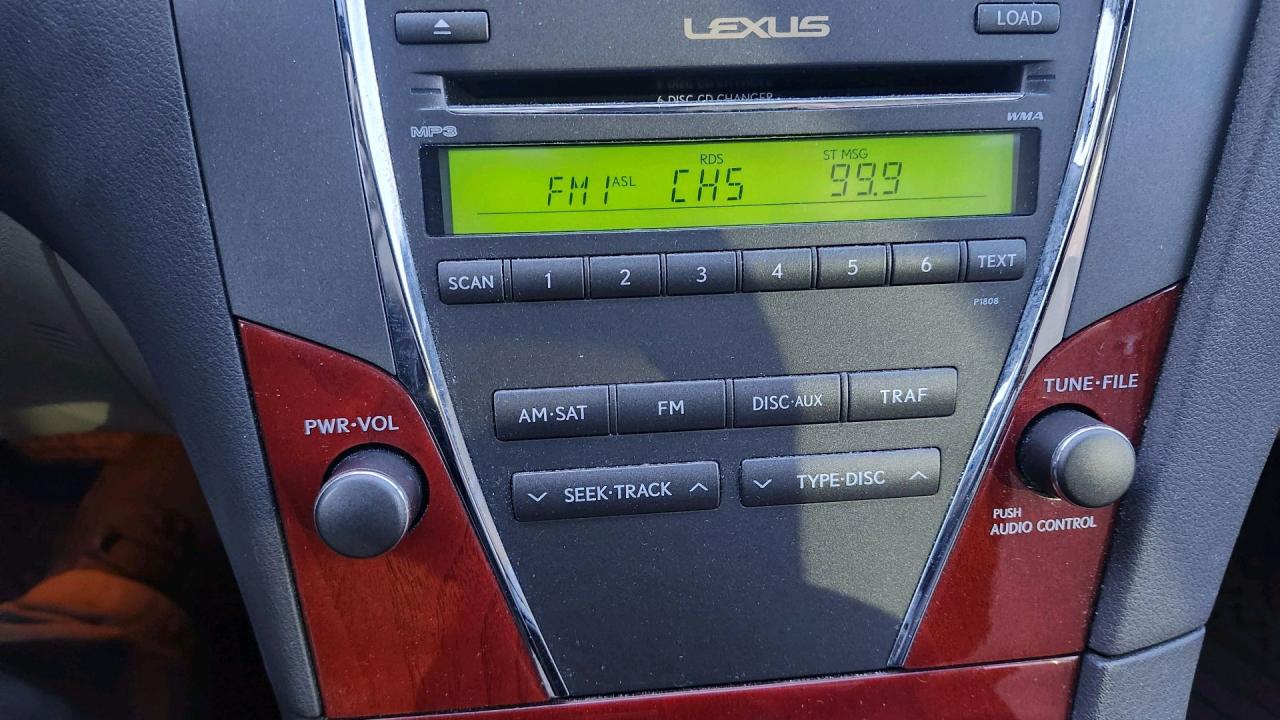 LEXUS
LOAD
6 DISC CD CHANGER
MP3
WMA
RDS
ST MSG
FM1 ASL CHS 99.9
SCAN 1 2 3 4 5 6 TEXT
P1808
AM·SAT FM DISC·AUX TRAF
TUNE·FILE
PWR·VOL
SEEK·TRACK
TYPE·DISC
PUSH
AUDIO CONTROL